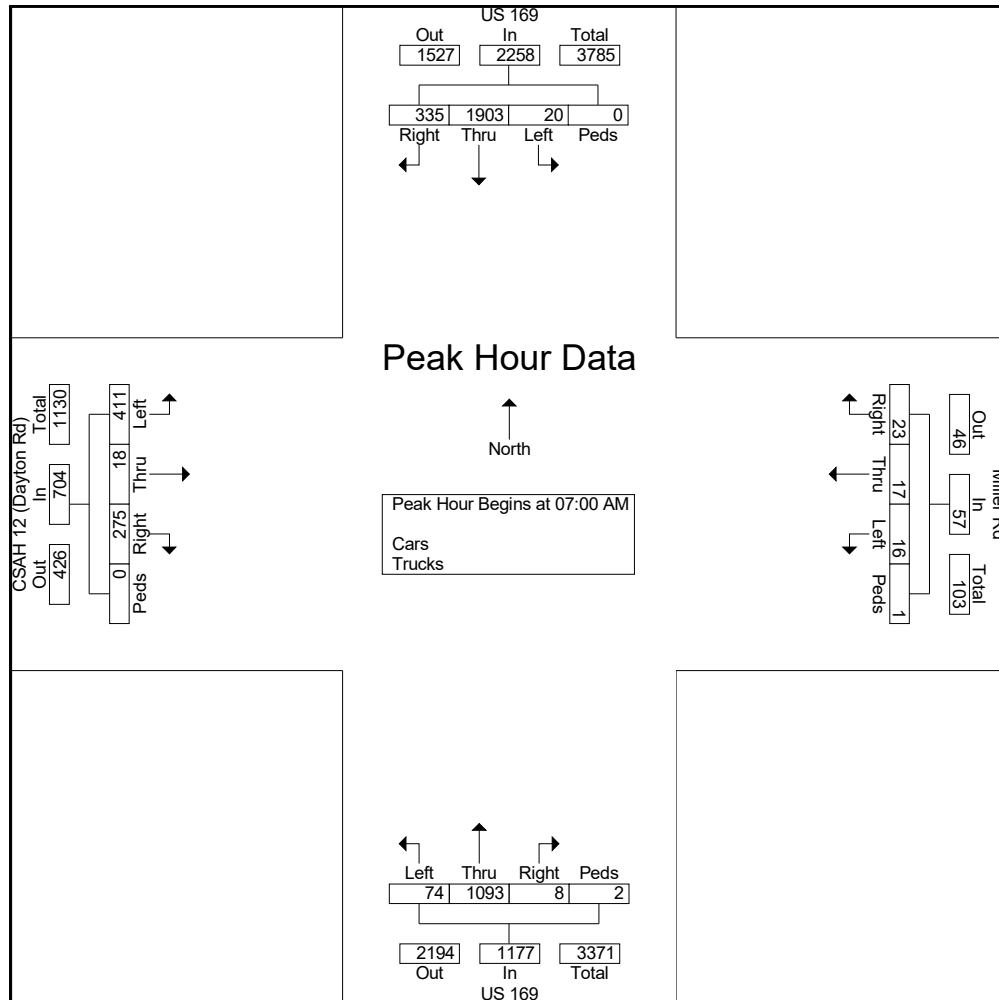 US 169
Out In Total
1527 2258 3785
335 1903 20 0
Right Thru Left Peds
Peak Hour Data
North
Peak Hour Begins at 07:00 AM
Cars
Trucks
CSAH 12 (Dayton Rd)
Out In Total
426 704 1130
Left Thru Right Peds
411 18 275 0
Miller Rd
Out In Total
46 57 103
Right Thru Left Peds
23 17 16 1
Left Thru Right Peds
74 1093 8 2
2194 1177 3371
Out In Total
US 169